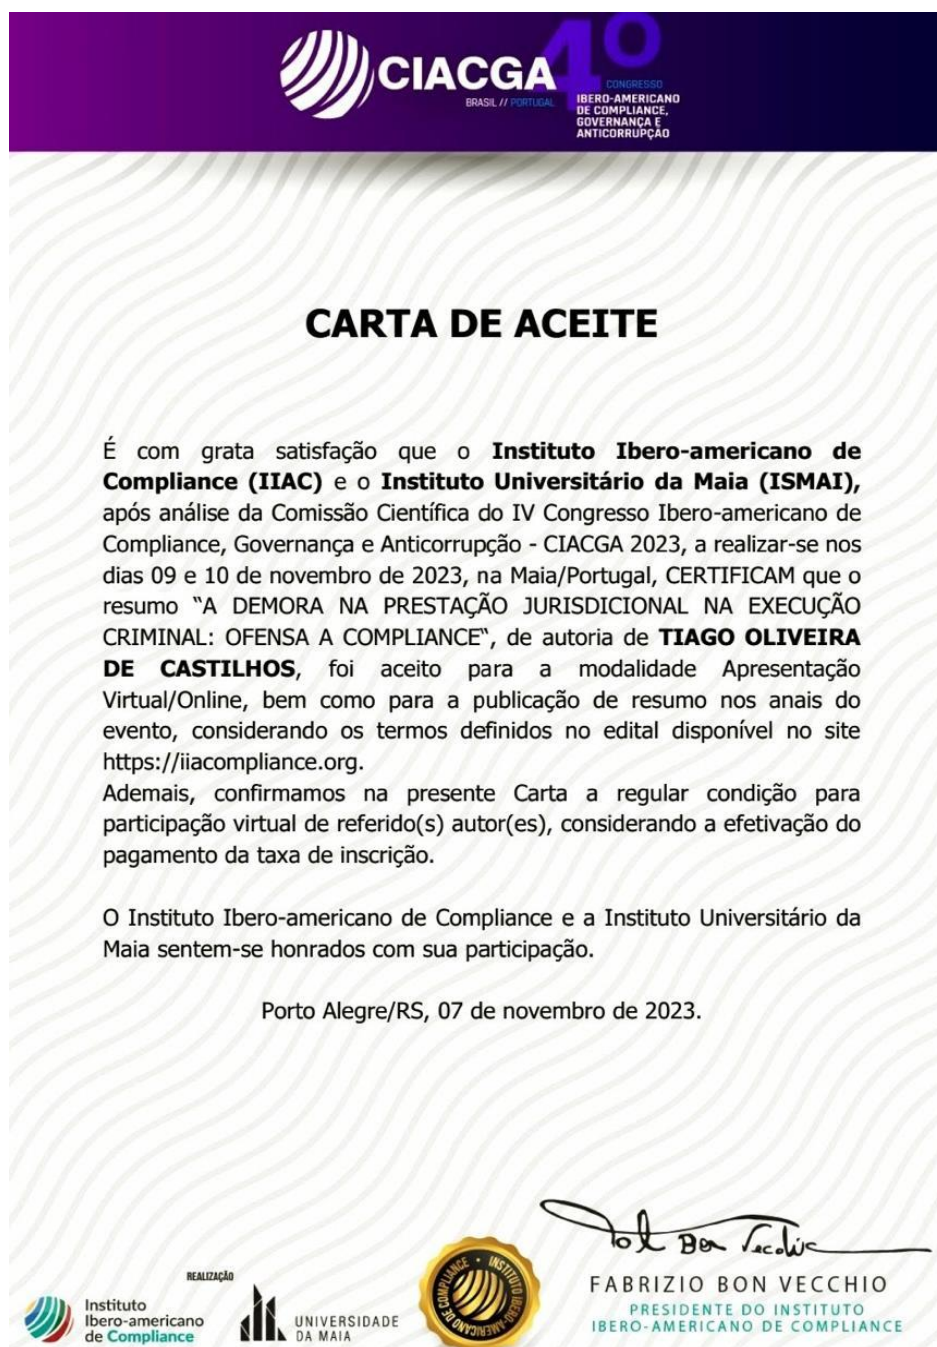 CIACGA
BRASIL // PORTUGAL
4º
CONGRESSO
IBERO-AMERICANO
DE COMPLIANCE,
GOVERNANÇA E
ANTICORRUPÇÃO
CARTA DE ACEITE
É com grata satisfação que o Instituto Ibero-americano de
Compliance (IIAC) e o Instituto Universitário da Maia (ISMAI),
após análise da Comissão Científica do IV Congresso Ibero-americano de
Compliance, Governança e Anticorrupção - CIACGA 2023, a realizar-se nos
dias 09 e 10 de novembro de 2023, na Maia/Portugal, CERTIFICAM que o
resumo “A DEMORA NA PRESTAÇÃO JURISDICIONAL NA EXECUÇÃO
CRIMINAL: OFENSA A COMPLIANCE“, de autoria de TIAGO OLIVEIRA
DE CASTILHOS, foi aceito para a modalidade Apresentação
Virtual/Online, bem como para a publicação de resumo nos anais do
evento, considerando os termos definidos no edital disponível no site
https://iiacompliance.org.
Ademais, confirmamos na presente Carta a regular condição para
participação virtual de referido(s) autor(es), considerando a efetivação do
pagamento da taxa de inscrição.
O Instituto Ibero-americano de Compliance e a Instituto Universitário da
Maia sentem-se honrados com sua participação.
Porto Alegre/RS, 07 de novembro de 2023.
REALIZAÇÃO
Instituto
Ibero-americano
de Compliance
UNIVERSIDADE
DA MAIA
INSTITUTO IBERO-AMERICANO DE COMPLIANCE
FABRIZIO BON VECCHIO
PRESIDENTE DO INSTITUTO
IBERO-AMERICANO DE COMPLIANCE